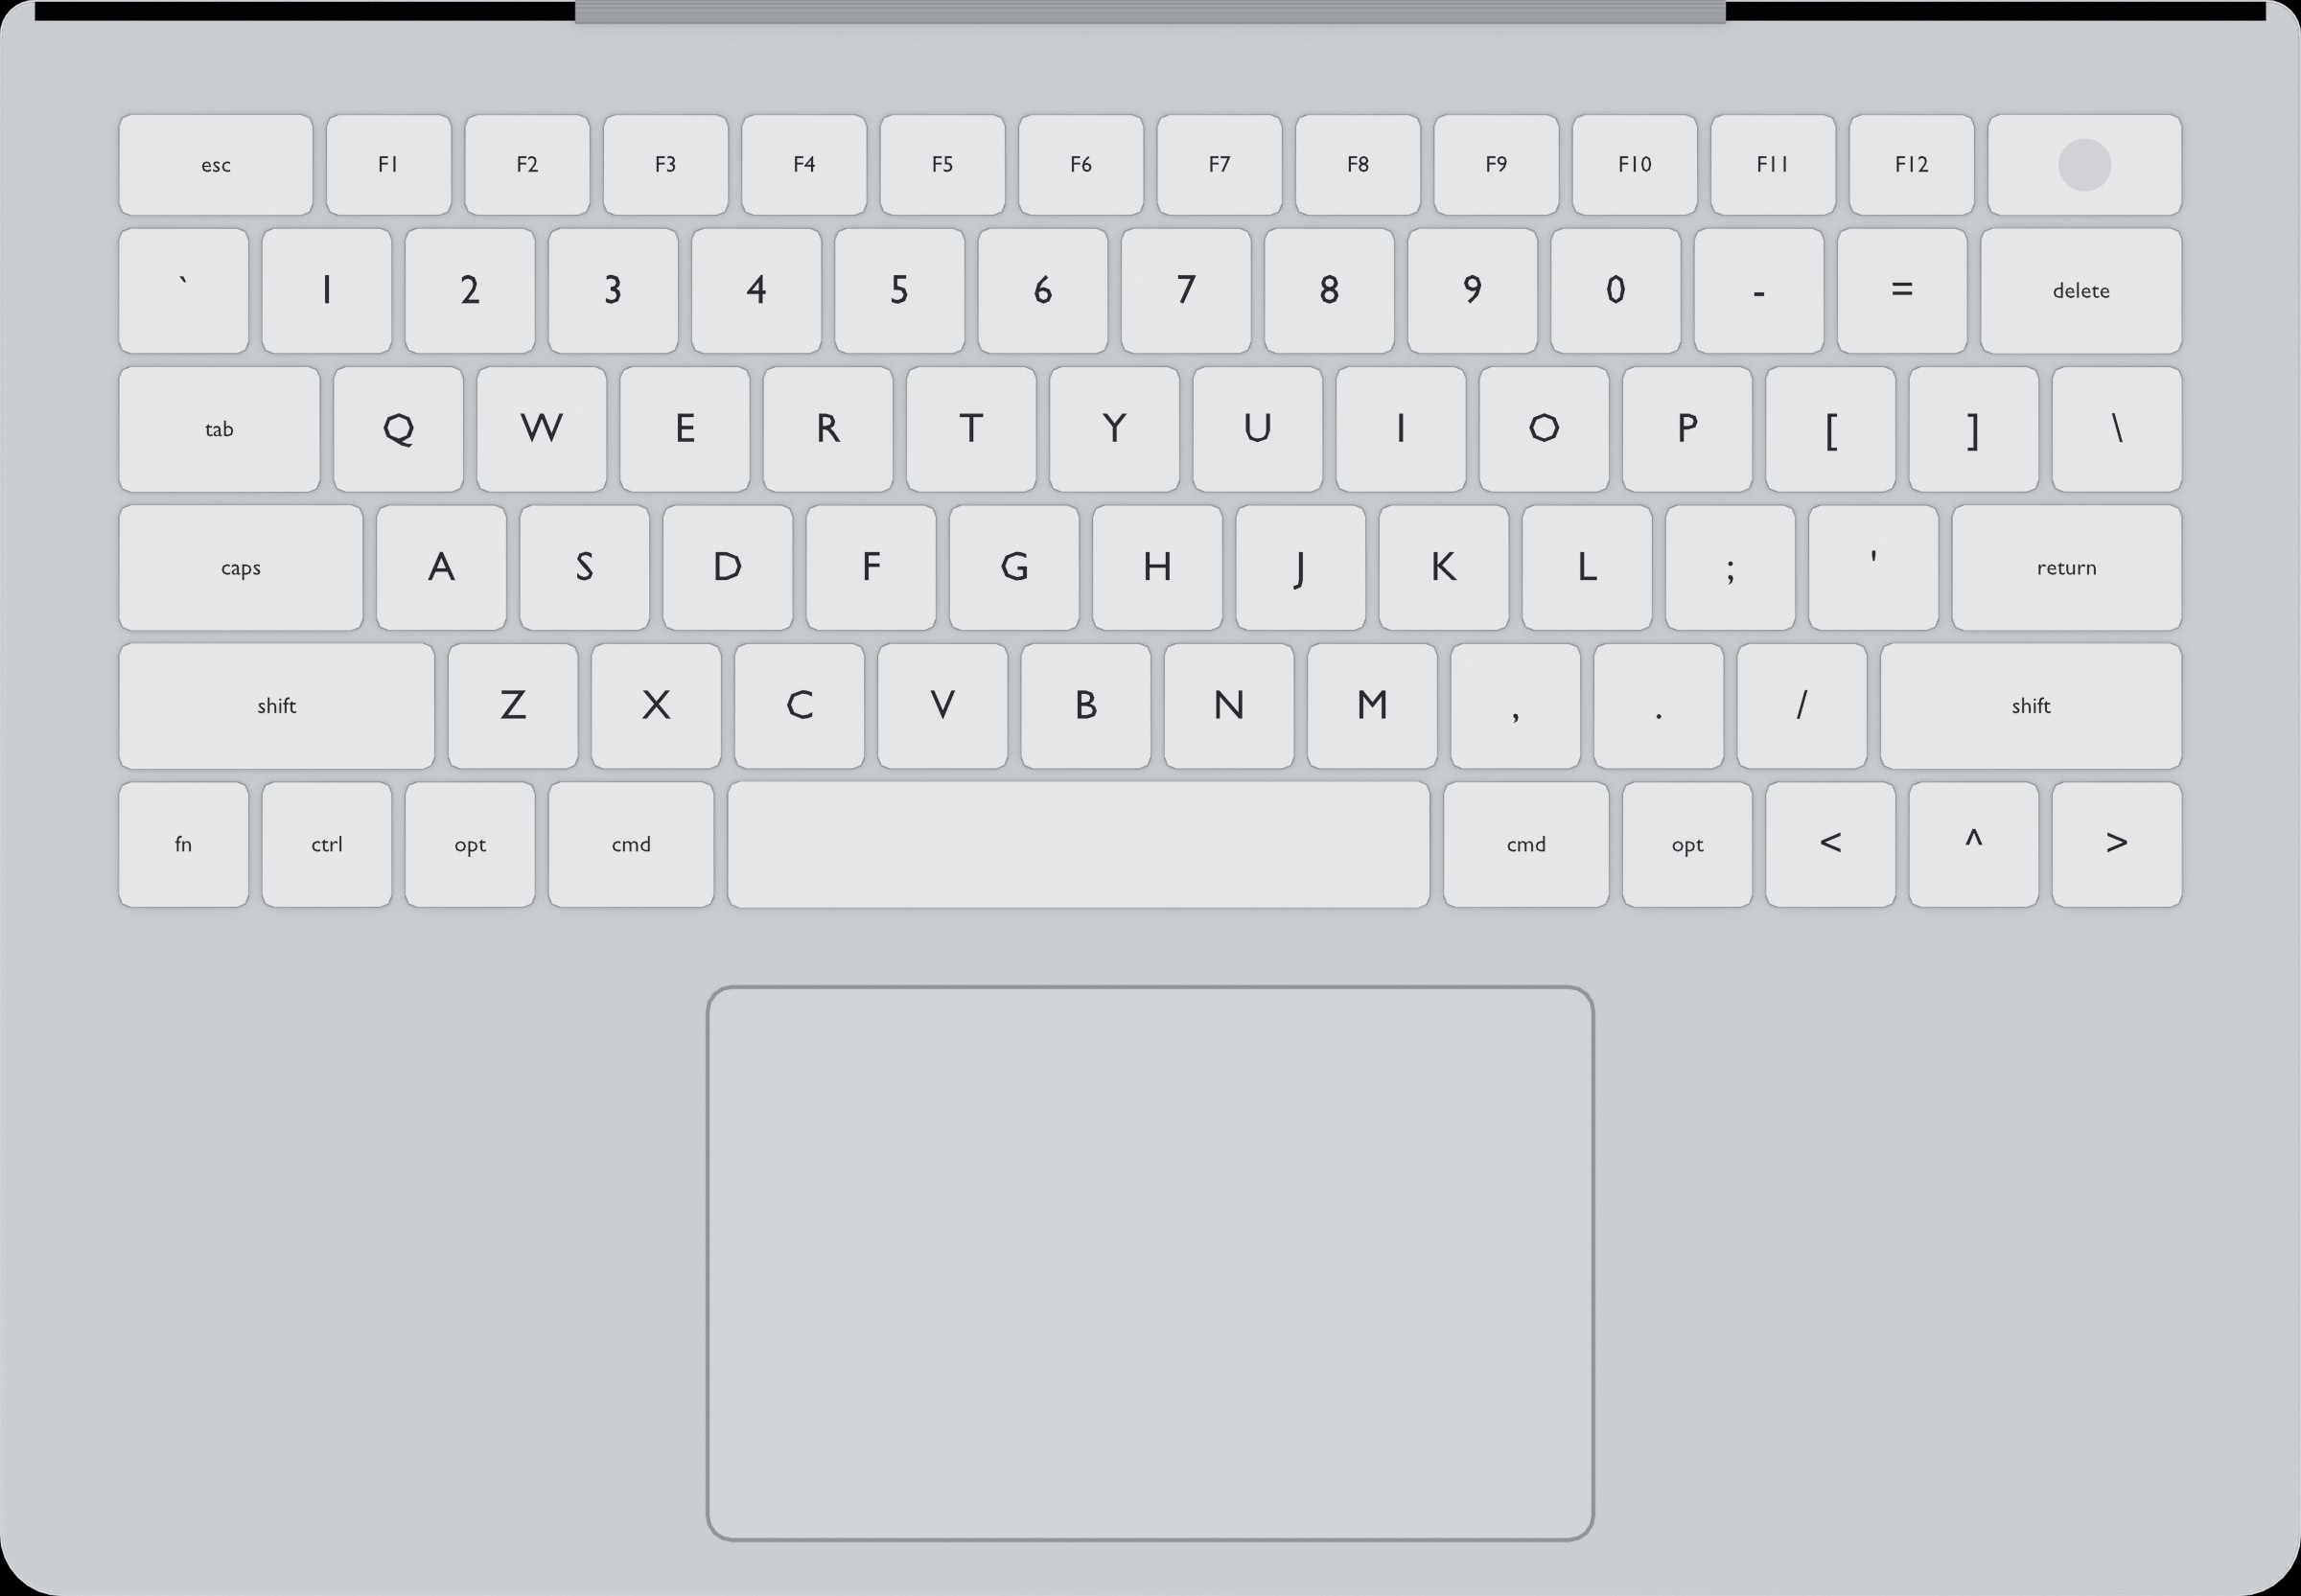 esc F1 F2 F3 F4 F5 F6 F7 F8 F9 F10 F11 F12
` 1 2 3 4 5 6 7 8 9 0 - = delete
tab Q W E R T Y U I O P [ ] \
caps A S D F G H J K L ; ' return
shift Z X C V B N M , . / shift
fn ctrl opt cmd cmd opt < ^ >